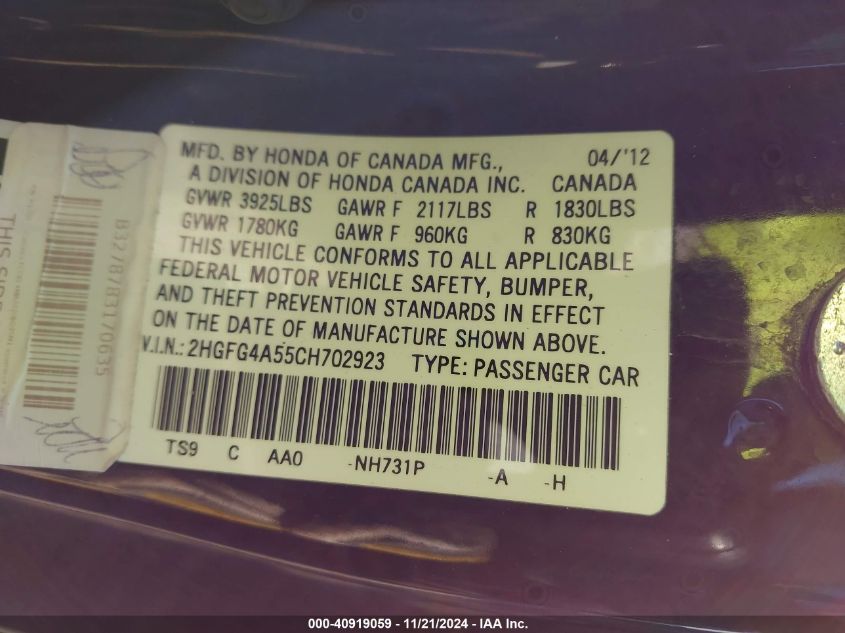 MFD. BY HONDA OF CANADA MFG., 04/'12
A DIVISION OF HONDA CANADA INC. CANADA
GVWR 3925LBS GAWR F 2117LBS R 1830LBS
GVWR 1780KG GAWR F 960KG R 830KG
THIS VEHICLE CONFORMS TO ALL APPLICABLE
FEDERAL MOTOR VEHICLE SAFETY, BUMPER,
AND THEFT PREVENTION STANDARDS IN EFFECT
ON THE DATE OF MANUFACTURE SHOWN ABOVE.
V.I.N.: 2HGFG4A55CH702923 TYPE: PASSENGER CAR
TS9 C AA0 -NH731P -A -H
B3278783170635
THIS SIDE
000-40919059 - 11/21/2024 - IAA Inc.